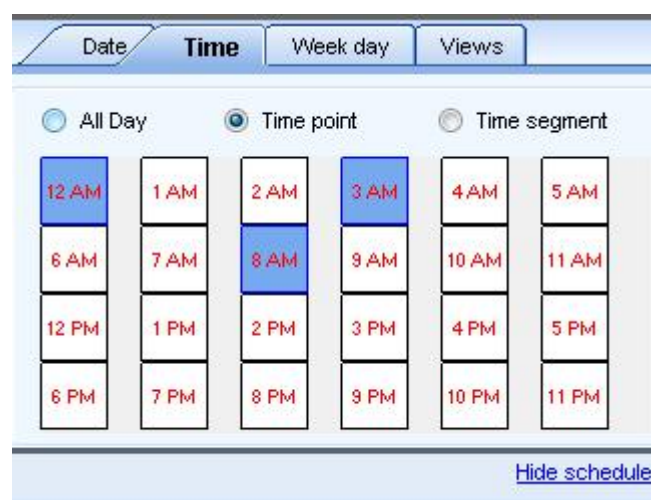 Date Time Week day Views
All Day Time point Time segment
12 AM 1 AM 2 AM 3 AM 4 AM 5 AM
6 AM 7 AM 8 AM 9 AM 10 AM 11 AM
12 PM 1 PM 2 PM 3 PM 4 PM 5 PM
6 PM 7 PM 8 PM 9 PM 10 PM 11 PM
Hide schedule